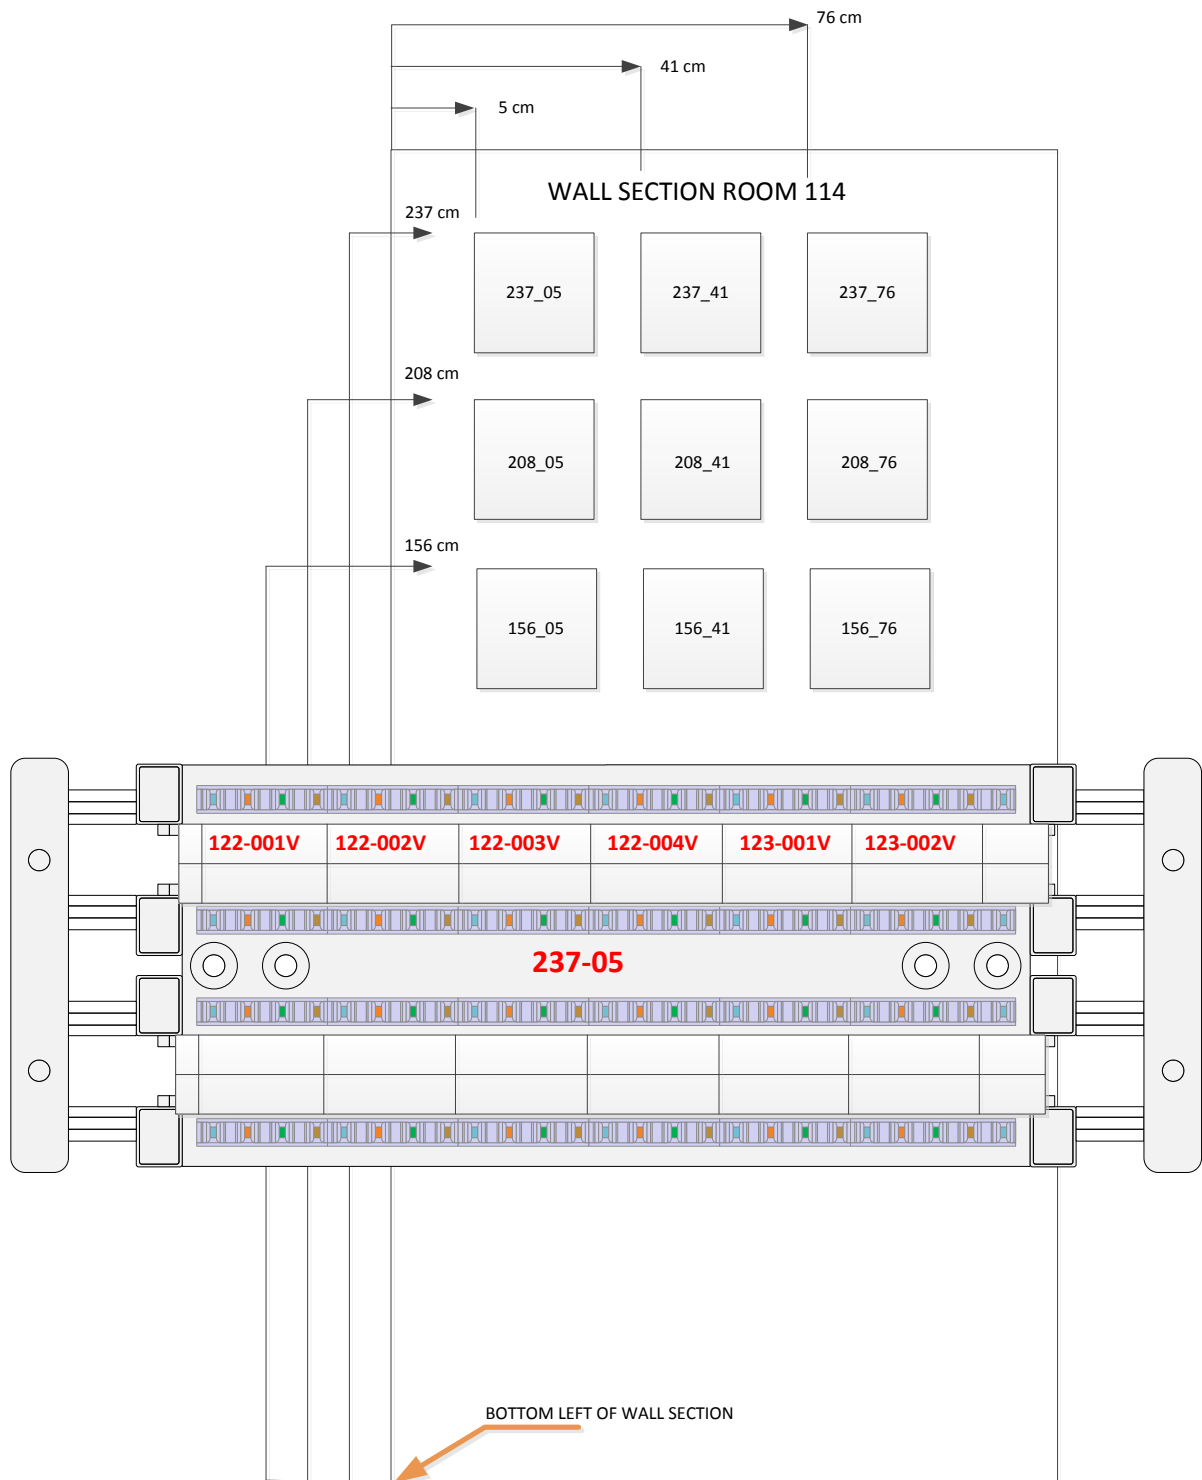 76 cm
41 cm
5 cm
WALL SECTION ROOM 114
237 cm
237_05 237_41 237_76
208 cm
208_05 208_41 208_76
156 cm
156_05 156_41 156_76
122-001V 122-002V 122-003V 122-004V 123-001V 123-002V
237-05
BOTTOM LEFT OF WALL SECTION